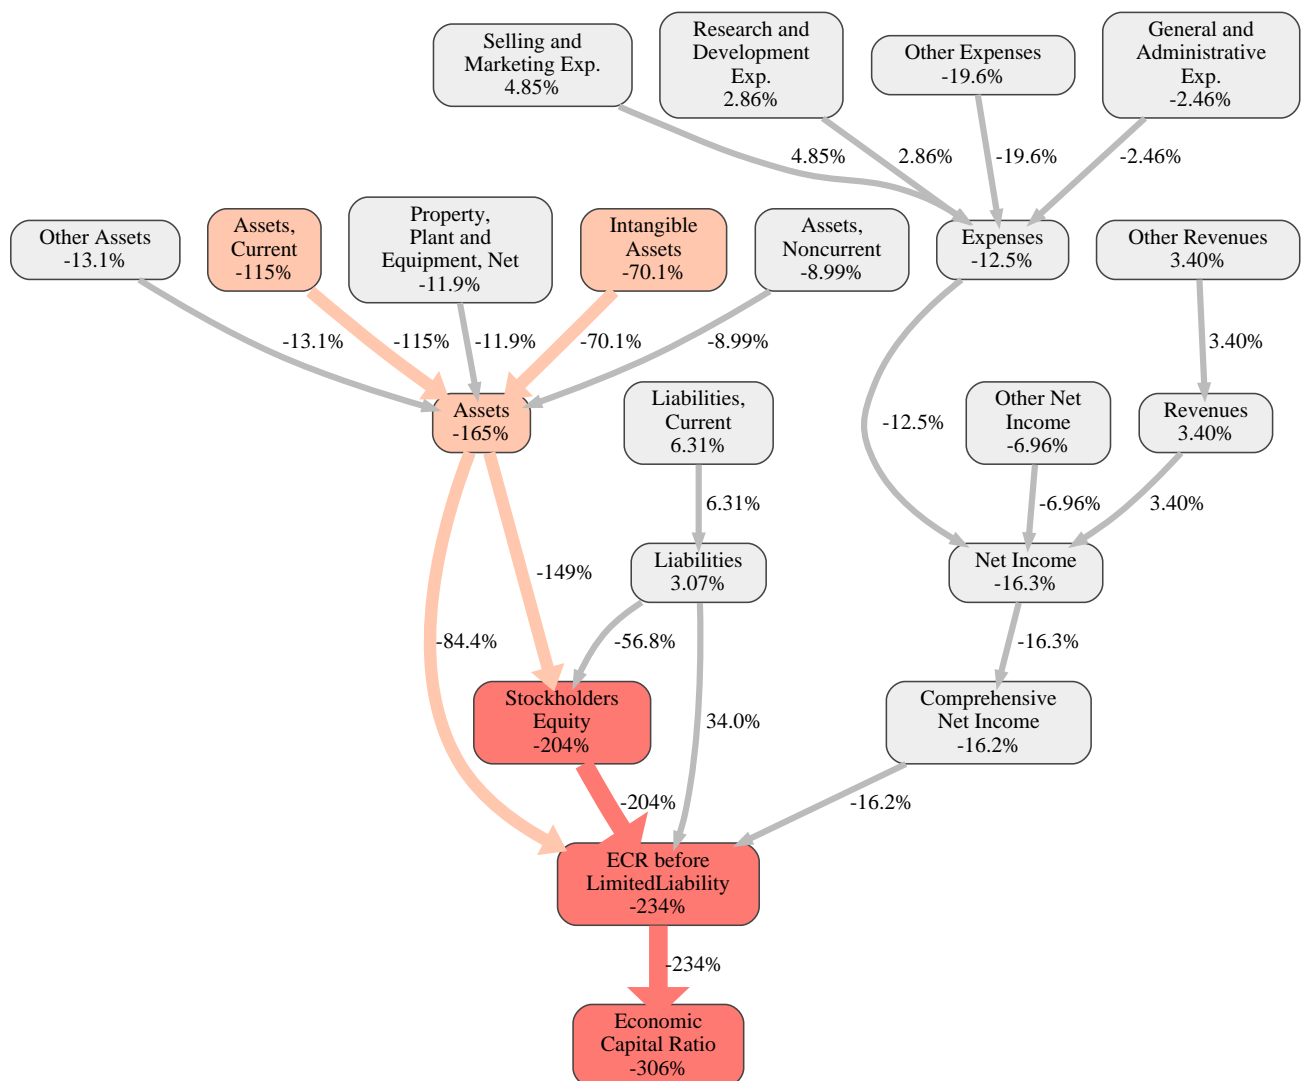 Selling and
Marketing Exp.
4.85%
Research and
Development
Exp.
2.86%
Other Expenses
-19.6%
General and
Administrative
Exp.
-2.46%
4.85%
2.86%
-19.6%
-2.46%
Other Assets
-13.1%
Assets,
Current
-115%
Property,
Plant and
Equipment, Net
-11.9%
Intangible
Assets
-70.1%
Assets,
Noncurrent
-8.99%
Expenses
-12.5%
Other Revenues
3.40%
-13.1%
-115%
-11.9%
-70.1%
-8.99%
3.40%
Assets
-165%
Liabilities,
Current
6.31%
-12.5%
Other Net
Income
-6.96%
Revenues
3.40%
6.31%
-6.96%
3.40%
-149%
Liabilities
3.07%
Net Income
-16.3%
-84.4%
-56.8%
-16.3%
Stockholders
Equity
-204%
34.0%
Comprehensive
Net Income
-16.2%
-204%
-16.2%
ECR before
LimitedLiability
-234%
-234%
Economic
Capital Ratio
-306%